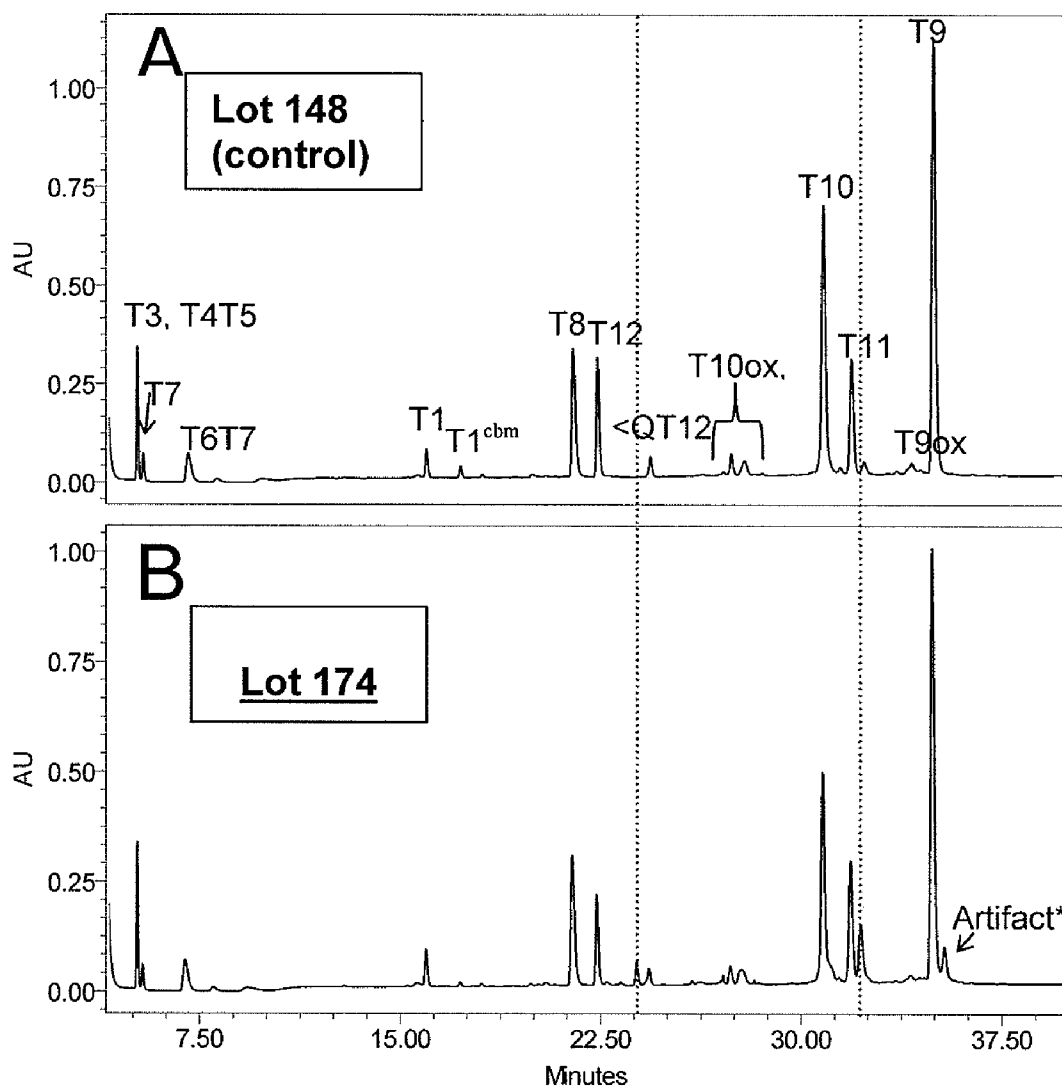 A
Lot 148
(control)
T9
1.00
0.75
0.50
0.25
0.00
AU
T10
T3, T4T5
T8
T12
T11
T10ox,
T7
T6T7
T1
T1cbm
<QT12
T9ox
B
Lot 174
1.00
0.75
0.50
0.25
0.00
AU
Artifact*
7.50
15.00
22.50
30.00
37.50
Minutes